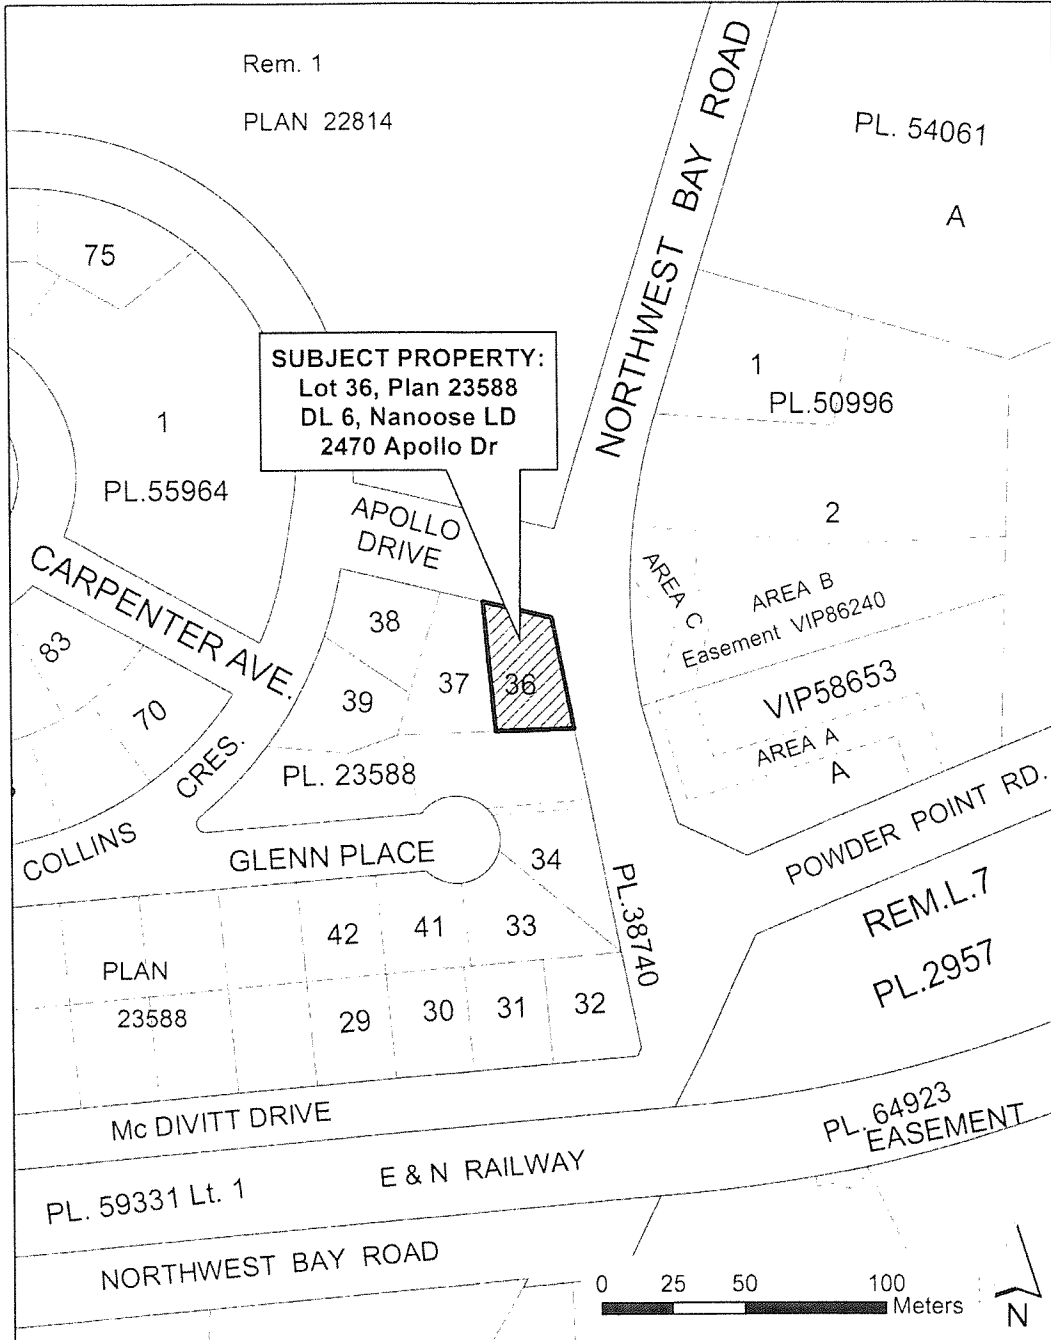 Rem. 1
PLAN 22814
NORTHWEST BAY ROAD
PL. 54061
A
75
SUBJECT PROPERTY:
Lot 36, Plan 23588
DL 6, Nanoose LD
2470 Apollo Dr
1
PL.50996
1
PL.55964
2
APOLLO
DRIVE
CARPENTER AVE.
AREA C
AREA B
Easement VIP86240
38
83
37
36
39
70
VIP58653
AREA A
A
CRES.
PL. 23588
COLLINS
GLENN PLACE
34
POWDER POINT RD.
PL.38740
REM.L.7
PL.2957
42
41
33
PLAN
23588
29
30
31
32
Mc DIVITT DRIVE
PL. 64923
EASEMENT
E & N RAILWAY
PL. 59331 Lt. 1
NORTHWEST BAY ROAD
0 25 50 100
Meters
N